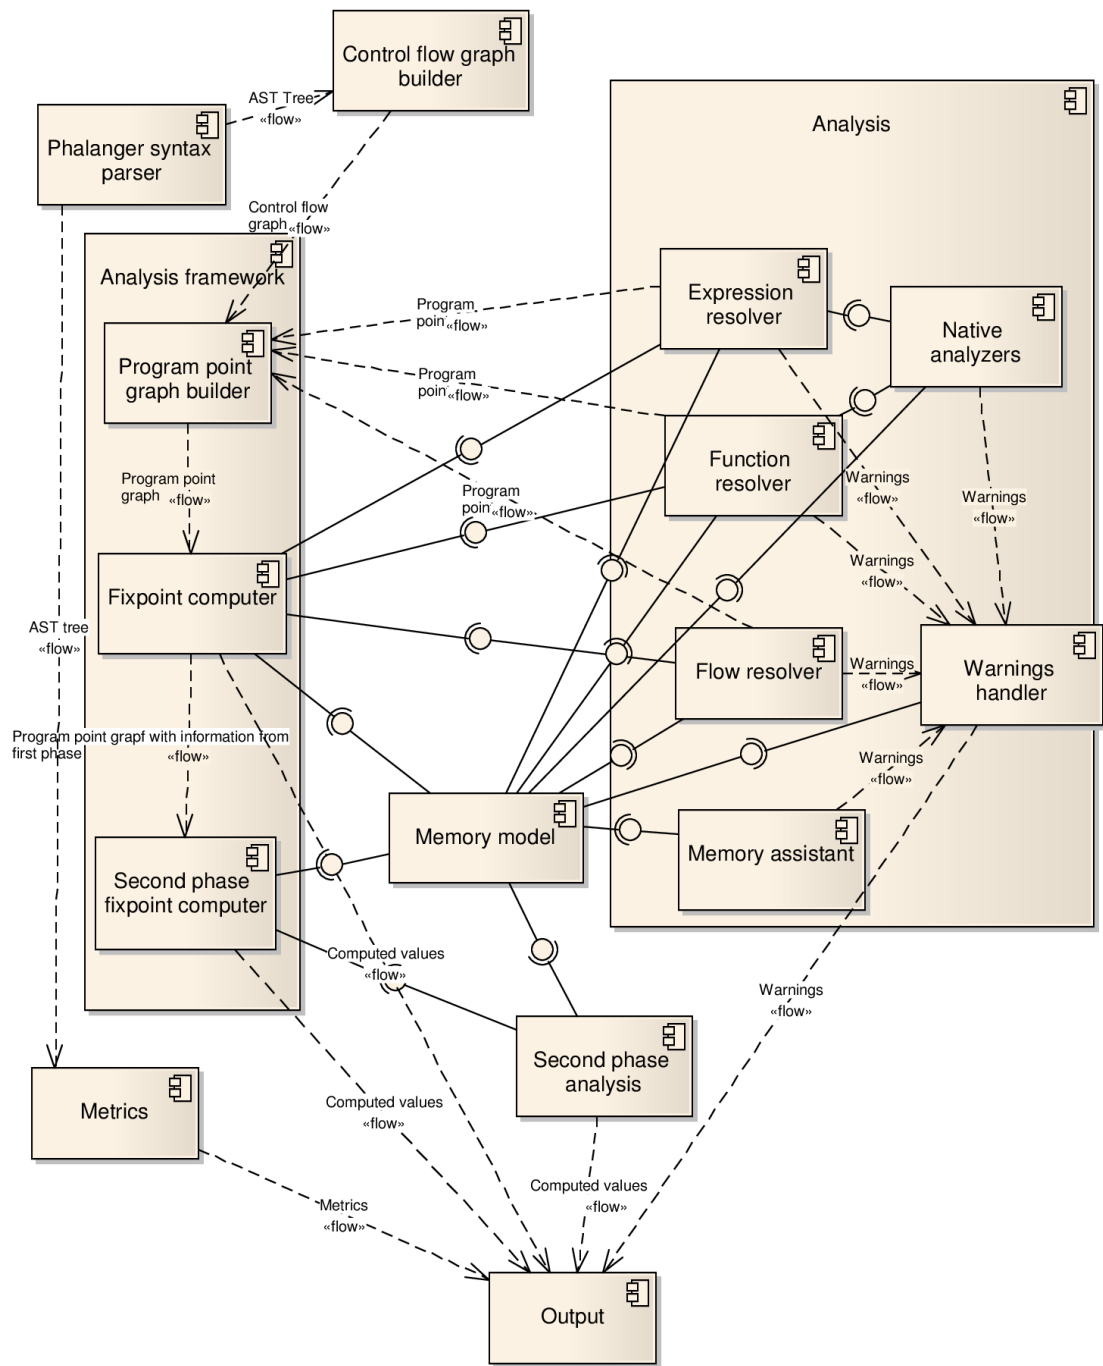 Control flow graph
builder
AST Tree
«flow»
Phalanger syntax
parser
Analysis
Control flow
graph
«flow»
Analysis framework
Expression
resolver
Native
analyzers
Program
«flow»
Program point
graph builder
Program
«flow»
Function
resolver
Program point
graph
«flow»
Program
«flow»
Warnings
«flow»
Warnings
«flow»
Warnings
«flow»
Fixpoint computer
AST tree
«flow»
Flow resolver
Warnings
«flow»
Warnings
handler
Program point grapf with information from
first phase
«flow»
Warnings
«flow»
Memory model
Memory assistant
Second phase
fixpoint computer
Computed values
«flow»
Warnings
«flow»
Second phase
analysis
Metrics
Computed values
«flow»
Computed values
«flow»
Metrics
«flow»
Output